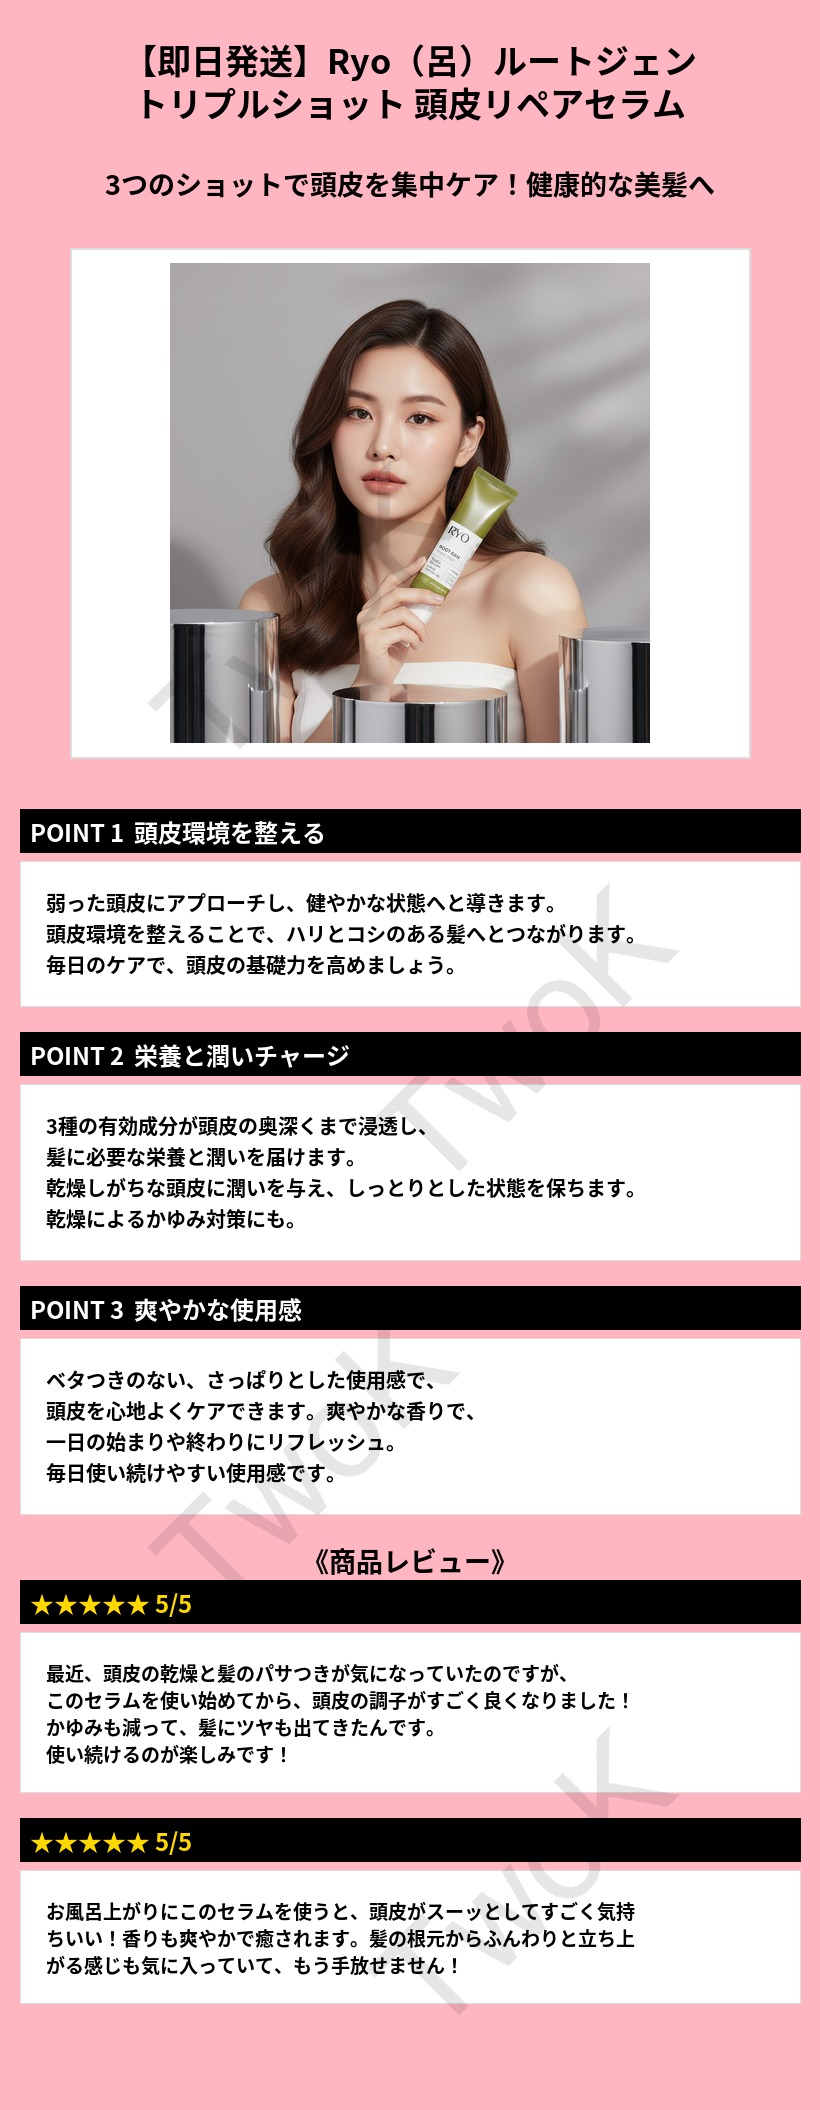 【即日発送】Ryo（呂）ルートジェン
トリプルショット 頭皮リペアセラム
3つのショットで頭皮を集中ケア！健康的な美髪へ
RYO
ROOT GEN
POINT 1 頭皮環境を整える
弱った頭皮にアプローチし、健やかな状態へと導きます。
頭皮環境を整えることで、ハリとコシのある髪へとつながります。
毎日のケアで、頭皮の基礎力を高めましょう。
POINT 2 栄養と潤いチャージ
3種の有効成分が頭皮の奥深くまで浸透し、
髪に必要な栄養と潤いを届けます。
乾燥しがちな頭皮に潤いを与え、しっとりとした状態を保ちます。
乾燥によるかゆみ対策にも。
POINT 3 爽やかな使用感
ベタつきのない、さっぱりとした使用感で、
頭皮を心地よくケアできます。爽やかな香りで、
一日の始まりや終わりにリフレッシュ。
毎日使い続けやすい使用感です。
《商品レビュー》
★★★★★ 5/5
最近、頭皮の乾燥と髪のパサつきが気になっていたのですが、
このセラムを使い始めてから、頭皮の調子がすごく良くなりました！
かゆみも減って、髪にツヤも出てきたんです。
使い続けるのが楽しみです！
★★★★★ 5/5
お風呂上がりにこのセラムを使うと、頭皮がスーッとしてすごく気持
ちいい！香りも爽やかで癒されます。髪の根元からふんわりと立ち上
がる感じも気に入っていて、もう手放せません！
TwoK
TwoK
TwoK
TwoK